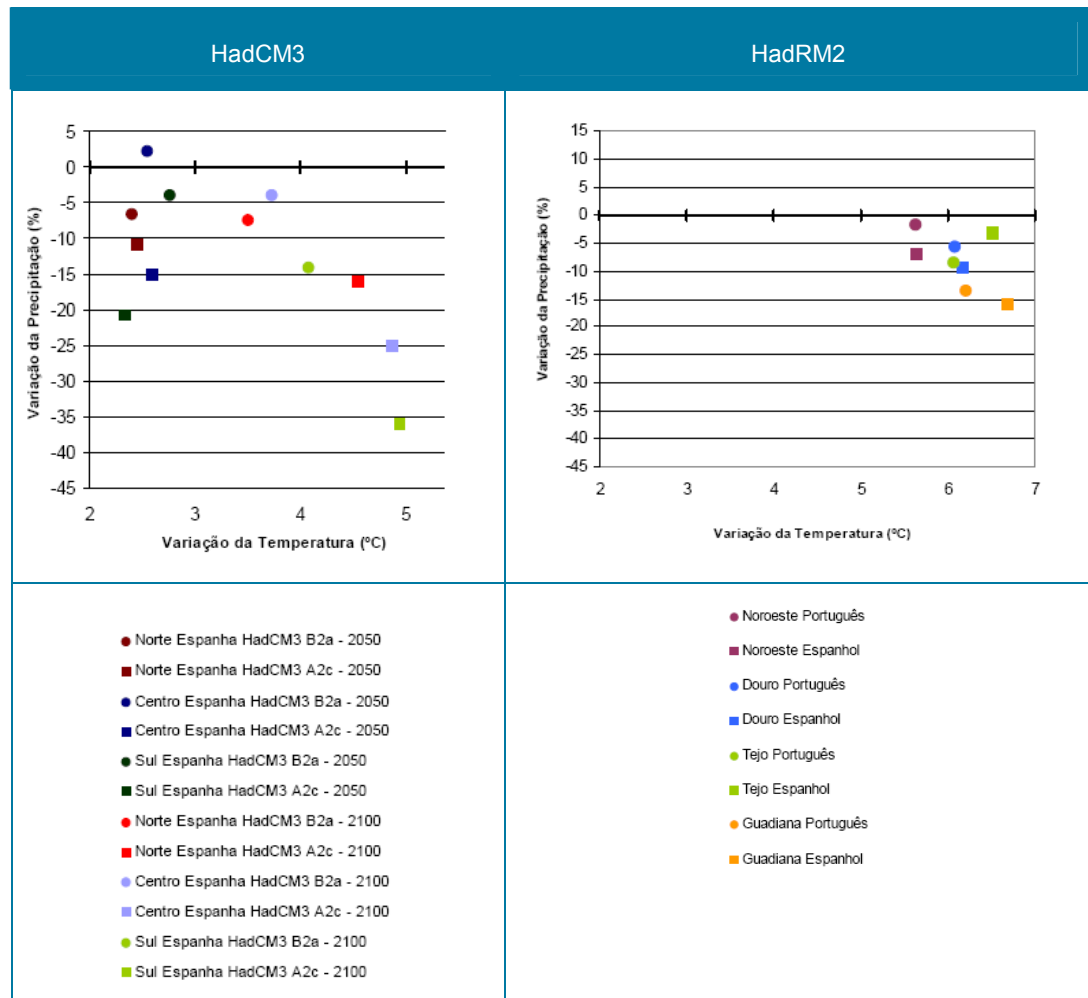 HadCM3
HadRM2
Variação da Precipitação (%)
5
0
-5
-10
-15
-20
-25
-30
-35
-40
-45
2 3 4 5
Variação da Temperatura (ºC)
Variação da Precipitação (%)
15
10
5
0
-5
-10
-15
-20
-25
-30
-35
-40
-45
2 3 4 5 6 7
Variação da Temperatura (ºC)
Norte Espanha HadCM3 B2a - 2050
Norte Espanha HadCM3 A2c - 2050
Centro Espanha HadCM3 B2a - 2050
Centro Espanha HadCM3 A2c - 2050
Sul Espanha HadCM3 B2a - 2050
Sul Espanha HadCM3 A2c - 2050
Norte Espanha HadCM3 B2a - 2100
Norte Espanha HadCM3 A2c - 2100
Centro Espanha HadCM3 B2a - 2100
Centro Espanha HadCM3 A2c - 2100
Sul Espanha HadCM3 B2a - 2100
Sul Espanha HadCM3 A2c - 2100
Noroeste Português
Noroeste Espanhol
Douro Português
Douro Espanhol
Tejo Português
Tejo Espanhol
Guadiana Português
Guadiana Espanhol